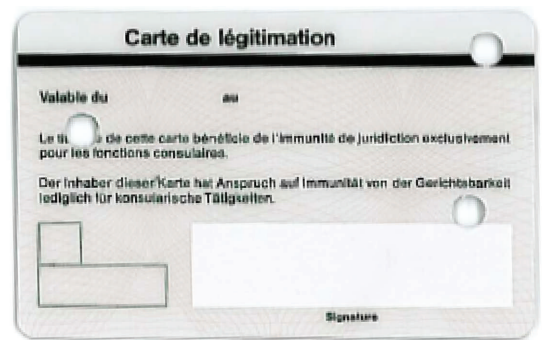 Carte de légitimation
Valable du au
Le de cette carte bénéficie de l'immunité de juridiction exclusivement
pour les fonctions consulaires.
Der Inhaber dieser Karte hat Anspruch auf Immunität von der Gerichtsbarkeit
lediglich für konsularische Tätigkeiten.
Signature